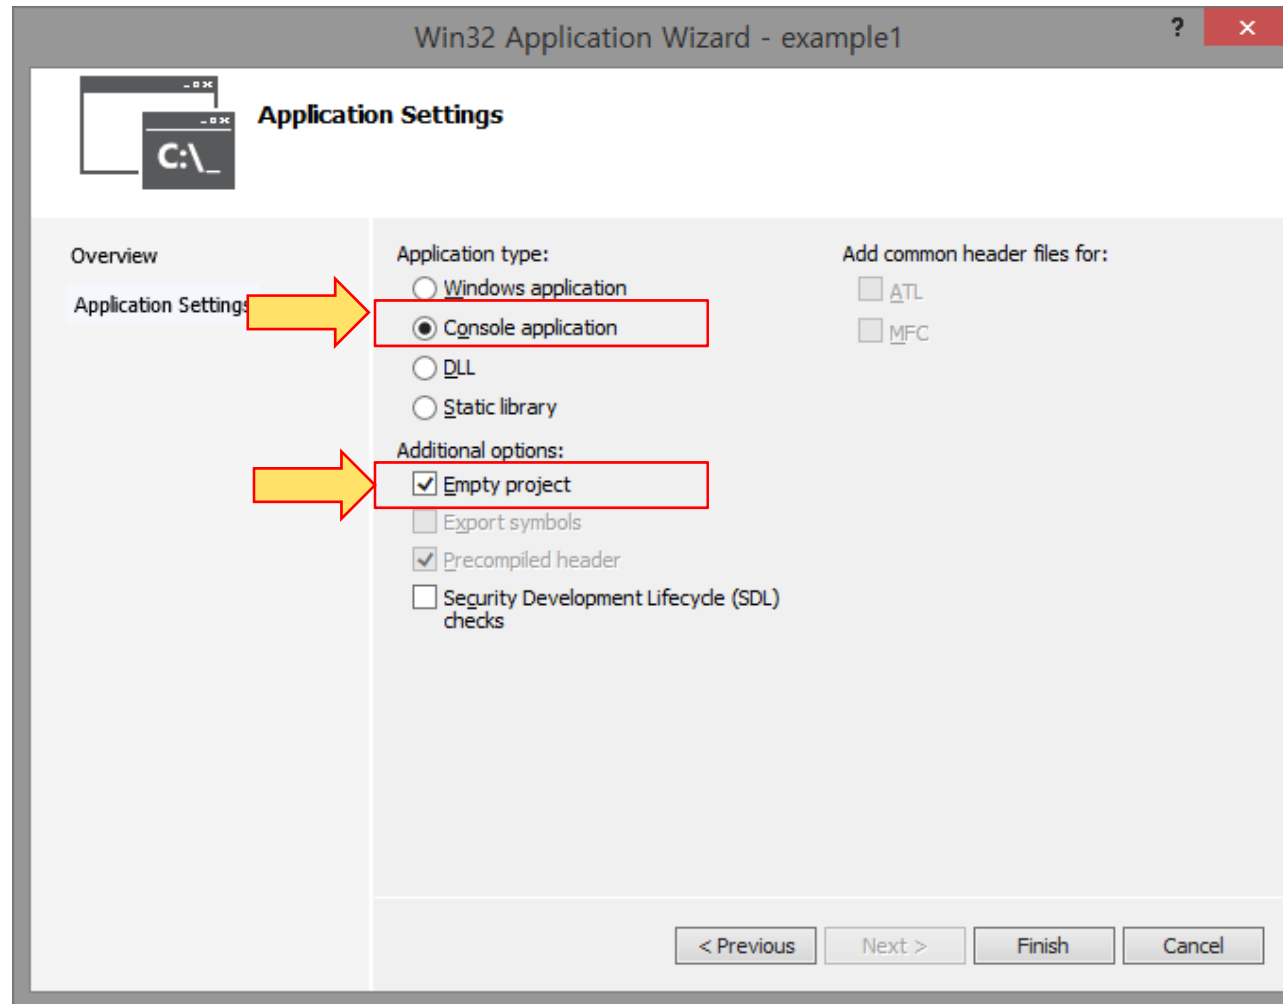 Win32 Application Wizard - example1
?
C:\_
Application Settings
Overview
Application Settings
Application type:
Windows application
Console application
DLL
Static library
Additional options:
Empty project
Export symbols
Precompiled header
Security Development Lifecycle (SDL)
checks
Add common header files for:
ATL
MFC
< Previous
Next >
Finish
Cancel